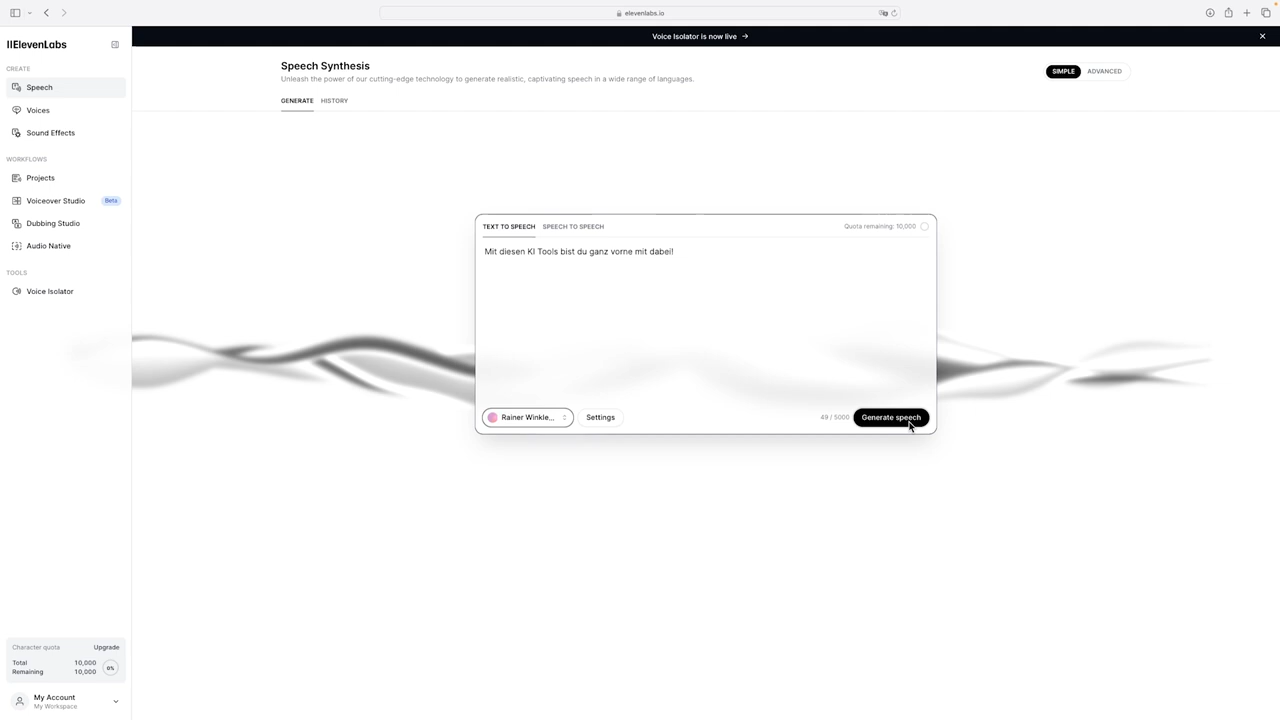 elevenlabs.io
IIElevenLabs
Voice Isolator is now live →
CREATE
Speech
Voices
Sound Effects
WORKFLOWS
Projects
Voiceover Studio Beta
Dubbing Studio
Audio Native
TOOLS
Voice Isolator
Speech Synthesis
Unleash the power of our cutting-edge technology to generate realistic, captivating speech in a wide range of languages.
SIMPLE ADVANCED
GENERATE HISTORY
TEXT TO SPEECH SPEECH TO SPEECH Quota remaining: 10,000
Mit diesen KI Tools bist du ganz vorne mit dabei!
Rainer Winkle... Settings 49 / 5000 Generate speech
Character quota Upgrade
Total 10,000
Remaining 10,000
0%
My Account
My Workspace